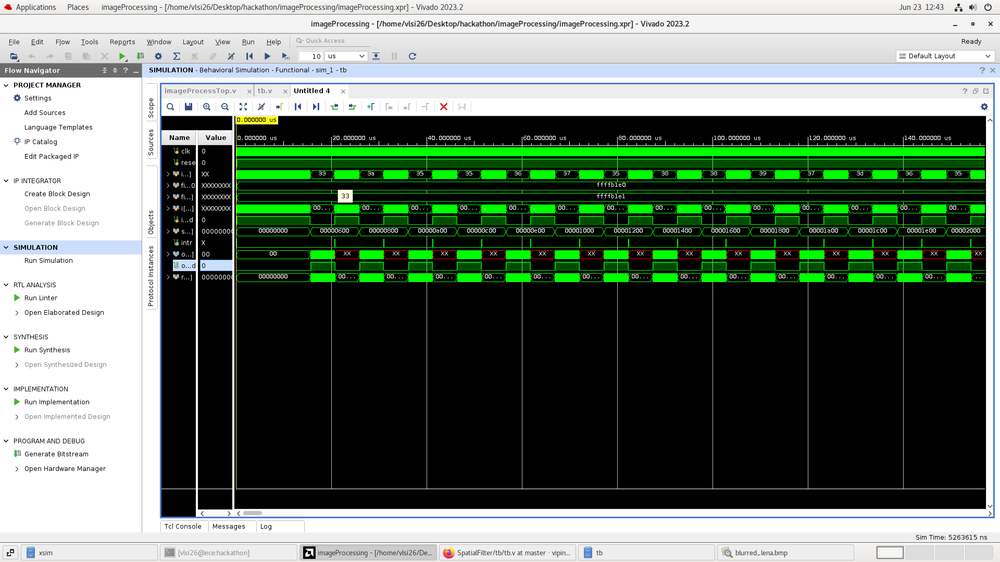 Applications Places imageProcessing - [/home/vlsi26/Desktop/hackathon/imageProcessing/imageProcessing.xpr] - Vivado 2023.2 Jun 23 12:43
imageProcessing - [/home/vlsi26/Desktop/hackathon/imageProcessing/imageProcessing.xpr] - Vivado 2023.2
File Edit Flow Tools Reports Window Layout View Run Help Quick Access Ready
10 us Default Layout
Flow Navigator
SIMULATION - Behavioral Simulation - Functional - sim_1 - tb
PROJECT MANAGER
Settings
Add Sources
Language Templates
IP Catalog
Edit Packaged IP
IP INTEGRATOR
Create Block Design
Open Block Design
Generate Block Design
SIMULATION
Run Simulation
RTL ANALYSIS
Run Linter
Open Elaborated Design
SYNTHESIS
Run Synthesis
Open Synthesized Design
IMPLEMENTATION
Run Implementation
Open Implemented Design
PROGRAM AND DEBUG
Generate Bitstream
Open Hardware Manager
Scope
Sources
Objects
Protocol Instances
imageProcessTop.v tb.v Untitled 4
0.000000 us
Name Value 0.000000 us 20.000000 us 40.000000 us 60.000000 us 80.000000 us 100.000000 us 120.000000 us 140.000000 us
clk 0
rese 0
i...] XX 33 3a 35 35 36 37 35 38 38 39 37 3d 36 35
fi...0 XXXXXXXX ffffb1e0
fi...] XXXXXXXX ffffb1e1
33
i[...] XXXXXXXX 00... 00... 00... 00... 00... 00... 00... 00... 00... 00... 00... 00... 00... 00...
i...d 0
s...] 00000000 00000000 00000600 00000800 00000a00 00000c00 00000e00 00001000 00001200 00001400 00001600 00001800 00001a00 00001c00 00001e00 00002000
intr X
o...] 00 00 XX XX XX XX XX XX XX XX XX XX XX XX XX XX
o...d 0
r...] 00000000 00000000 00... 00... 00... 00... 00... 00... 00... 00... 00... 00... 00... 00... 00... ..
Tcl Console Messages Log
Sim Time: 5263615 ns
xsim [vlsi26@ece:hackathon] imageProcessing - [/home/vlsi26/De... SpatialFilter/tb/tb.v at master · vipin... tb blurred_lena.bmp